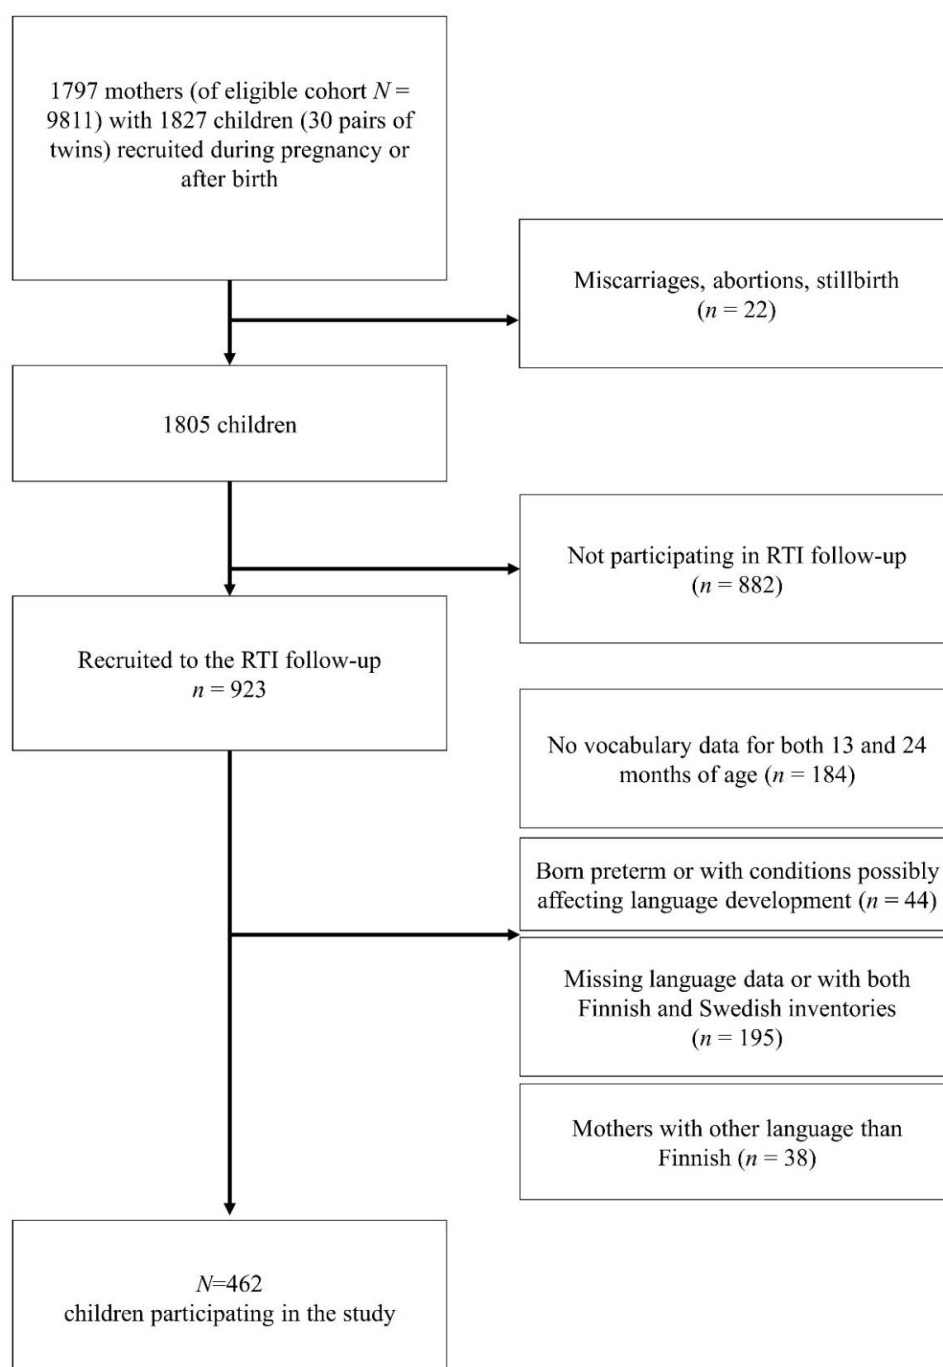 1797 mothers (of eligible cohort N =
9811) with 1827 children (30 pairs of
twins) recruited during pregnancy or
after birth
Miscarriages, abortions, stillbirth
(n = 22)
1805 children
Not participating in RTI follow-up
(n = 882)
Recruited to the RTI follow-up
n = 923
No vocabulary data for both 13 and 24
months of age (n = 184)
Born preterm or with conditions possibly
affecting language development (n = 44)
Missing language data or with both
Finnish and Swedish inventories
(n = 195)
Mothers with other language than
Finnish (n = 38)
N=462
children participating in the study